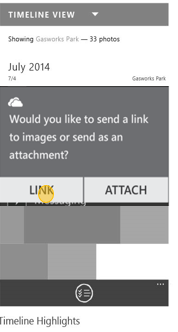 TIMELINE VIEW
Showing Gasworks Park — 33 photos
July 2014
7/4 Gasworks Park
Would you like to send a link
to images or send as an
attachment?
LINK ATTACH
messaging
Timeline Highlights